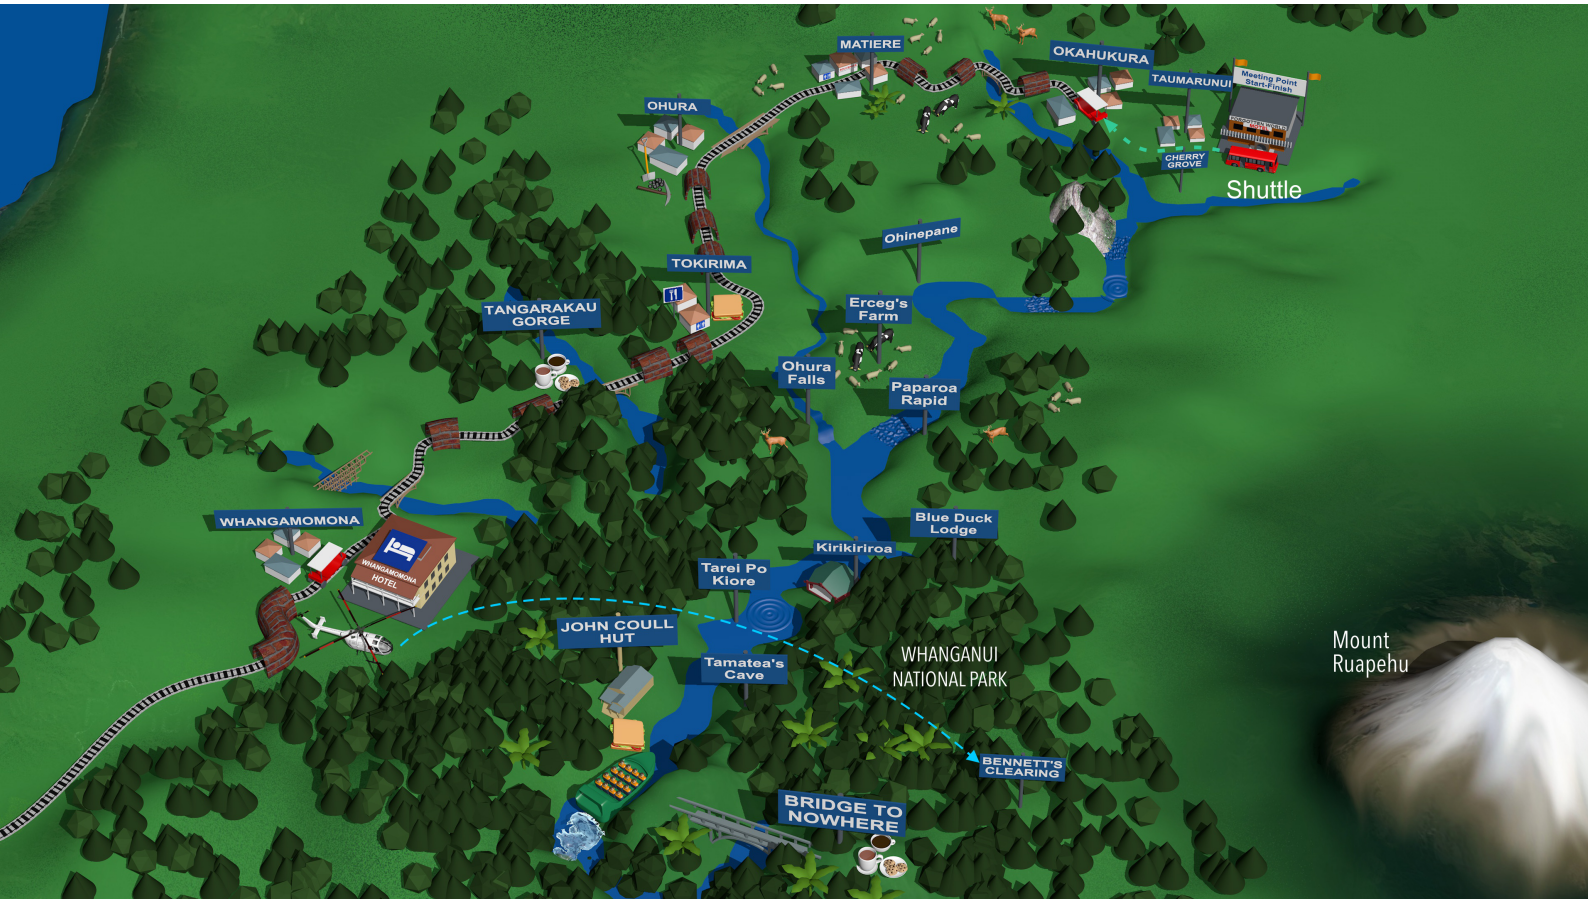 MATIERE
OKAHUKURA
TAUMARUNUI
Meeting Point
Start-Finish
FORGOTTEN WORLD
OHURA
CHERRY
GROVE
Shuttle
Ohinepane
TOKIRIMA
TANGARAKAU
GORGE
Erceg's
Farm
Ohura
Falls
Paparoa
Rapid
WHANGAMOMONA
WHANGAMOMONA
HOTEL
Blue Duck
Lodge
Kirikiriroa
Tarei Po
Kiore
JOHN COULL
HUT
Tamatea's
Cave
WHANGANUI
NATIONAL PARK
Mount
Ruapehu
BENNETT'S
CLEARING
BRIDGE TO
NOWHERE